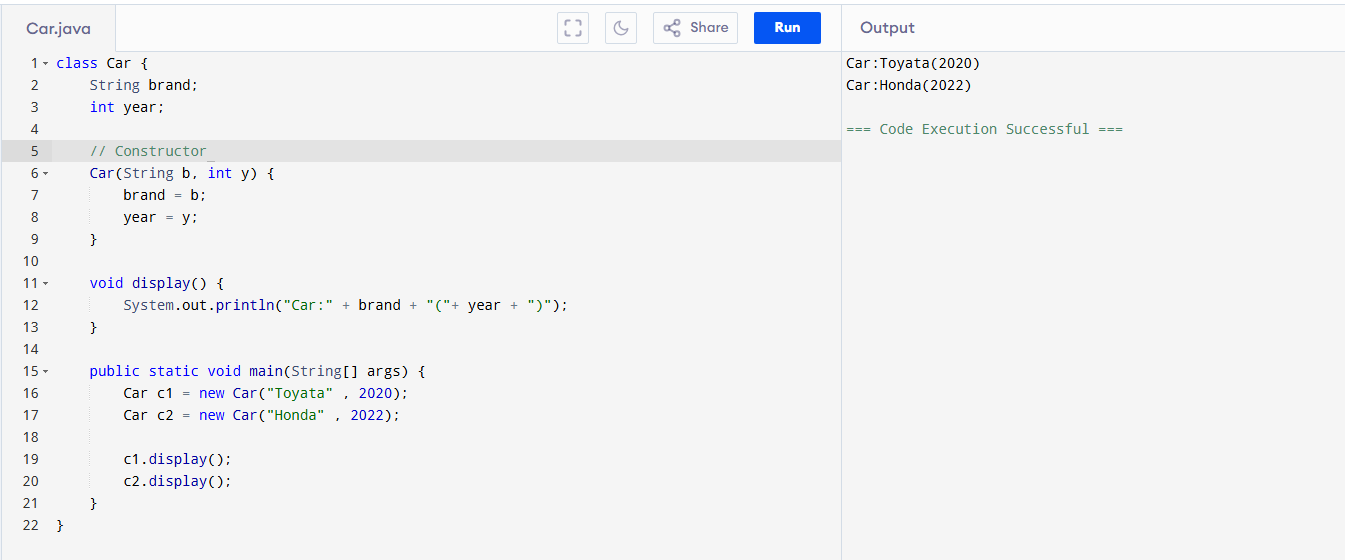 Car.java
Share
Run
Output
1 class Car {
2     String brand;
3     int year;
4
5     // Constructor
6     Car(String b, int y) {
7         brand = b;
8         year = y;
9     }
10
11     void display() {
12         System.out.println("Car:" + brand + "("+ year + ")");
13     }
14
15     public static void main(String[] args) {
16         Car c1 = new Car("Toyata" , 2020);
17         Car c2 = new Car("Honda" , 2022);
18
19         c1.display();
20         c2.display();
21     }
22 }
Car:Toyata(2020)
Car:Honda(2022)
=== Code Execution Successful ===